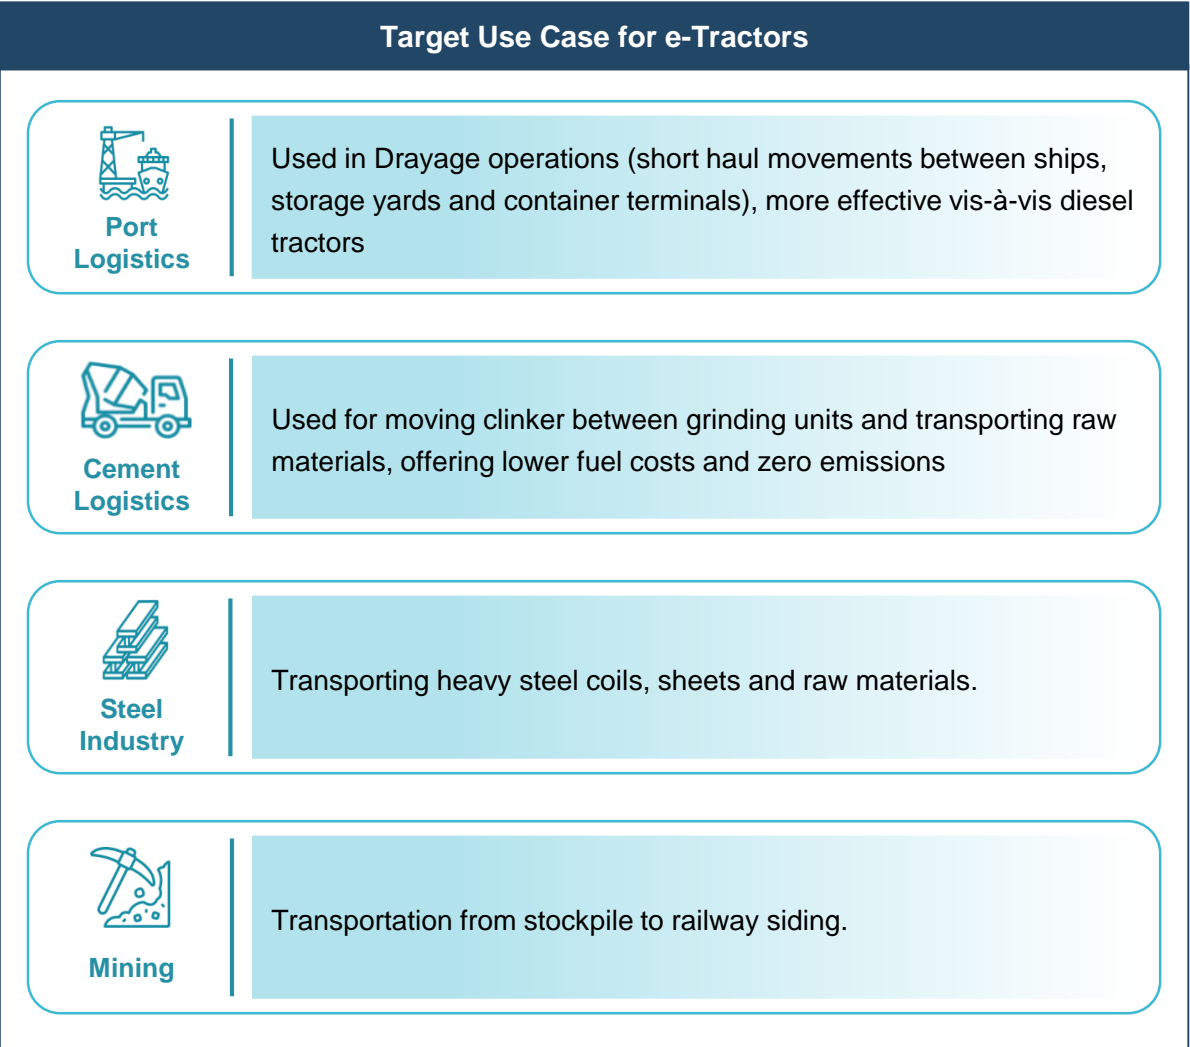 Target Use Case for e-Tractors
Port
Logistics
Used in Drayage operations (short haul movements between ships,
storage yards and container terminals), more effective vis-à-vis diesel
tractors
Cement
Logistics
Used for moving clinker between grinding units and transporting raw
materials, offering lower fuel costs and zero emissions
Steel
Industry
Transporting heavy steel coils, sheets and raw materials.
Mining
Transportation from stockpile to railway siding.